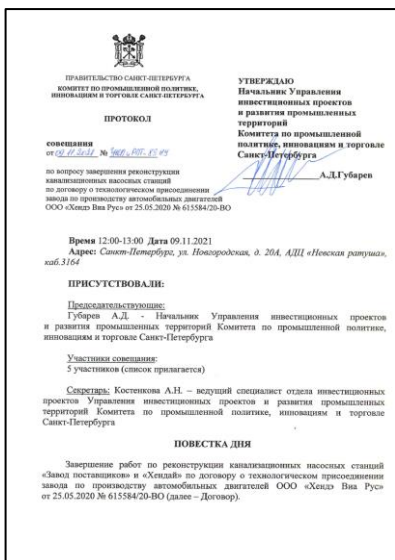 ПРАВИТЕЛЬСТВО САНКТ-ПЕТЕРБУРГА
КОМИТЕТ ПО ПРОМЫШЛЕННОЙ ПОЛИТИКЕ,
ИННОВАЦИЯМ И ТОРГОВЛЕ САНКТ-ПЕТЕРБУРГА
ПРОТОКОЛ
совещания
от 09.11.2021 №
по вопросу завершения реконструкции
канализационных насосных станций
по договору о технологическом присоединении
завода по производству автомобильных двигателей
ООО «Хендэ Виа Рус» от 25.05.2020 № 615584/20-ВО
УТВЕРЖДАЮ
Начальник Управления
инвестиционных проектов
и развития промышленных
территорий
Комитета по промышленной
политике, инновациям и торговле
Санкт-Петербурга
А.Д.Губарев
Время 12:00-13:00 Дата 09.11.2021
Адрес: Санкт-Петербург, ул. Новгородская, д. 20А, АДЦ «Невская ратуша»,
каб.3164
ПРИСУТСТВОВАЛИ:
Председательствующие:
Губарев А.Д. - Начальник Управления инвестиционных проектов
и развития промышленных территорий Комитета по промышленной политике,
инновациям и торговле Санкт-Петербурга
Участники совещания:
5 участников (список прилагается)
Секретарь: Костенкова А.Н. – ведущий специалист отдела инвестиционных
проектов Управления инвестиционных проектов и развития промышленных
территорий Комитета по промышленной политике, инновациям и торговле
Санкт-Петербурга
ПОВЕСТКА ДНЯ
Завершение работ по реконструкции канализационных насосных станций
«Завод поставщиков» и «Хендай» по договору о технологическом присоединении
завода по производству автомобильных двигателей ООО «Хендэ Виа Рус»
от 25.05.2020 № 615584/20-ВО (далее – Договор).